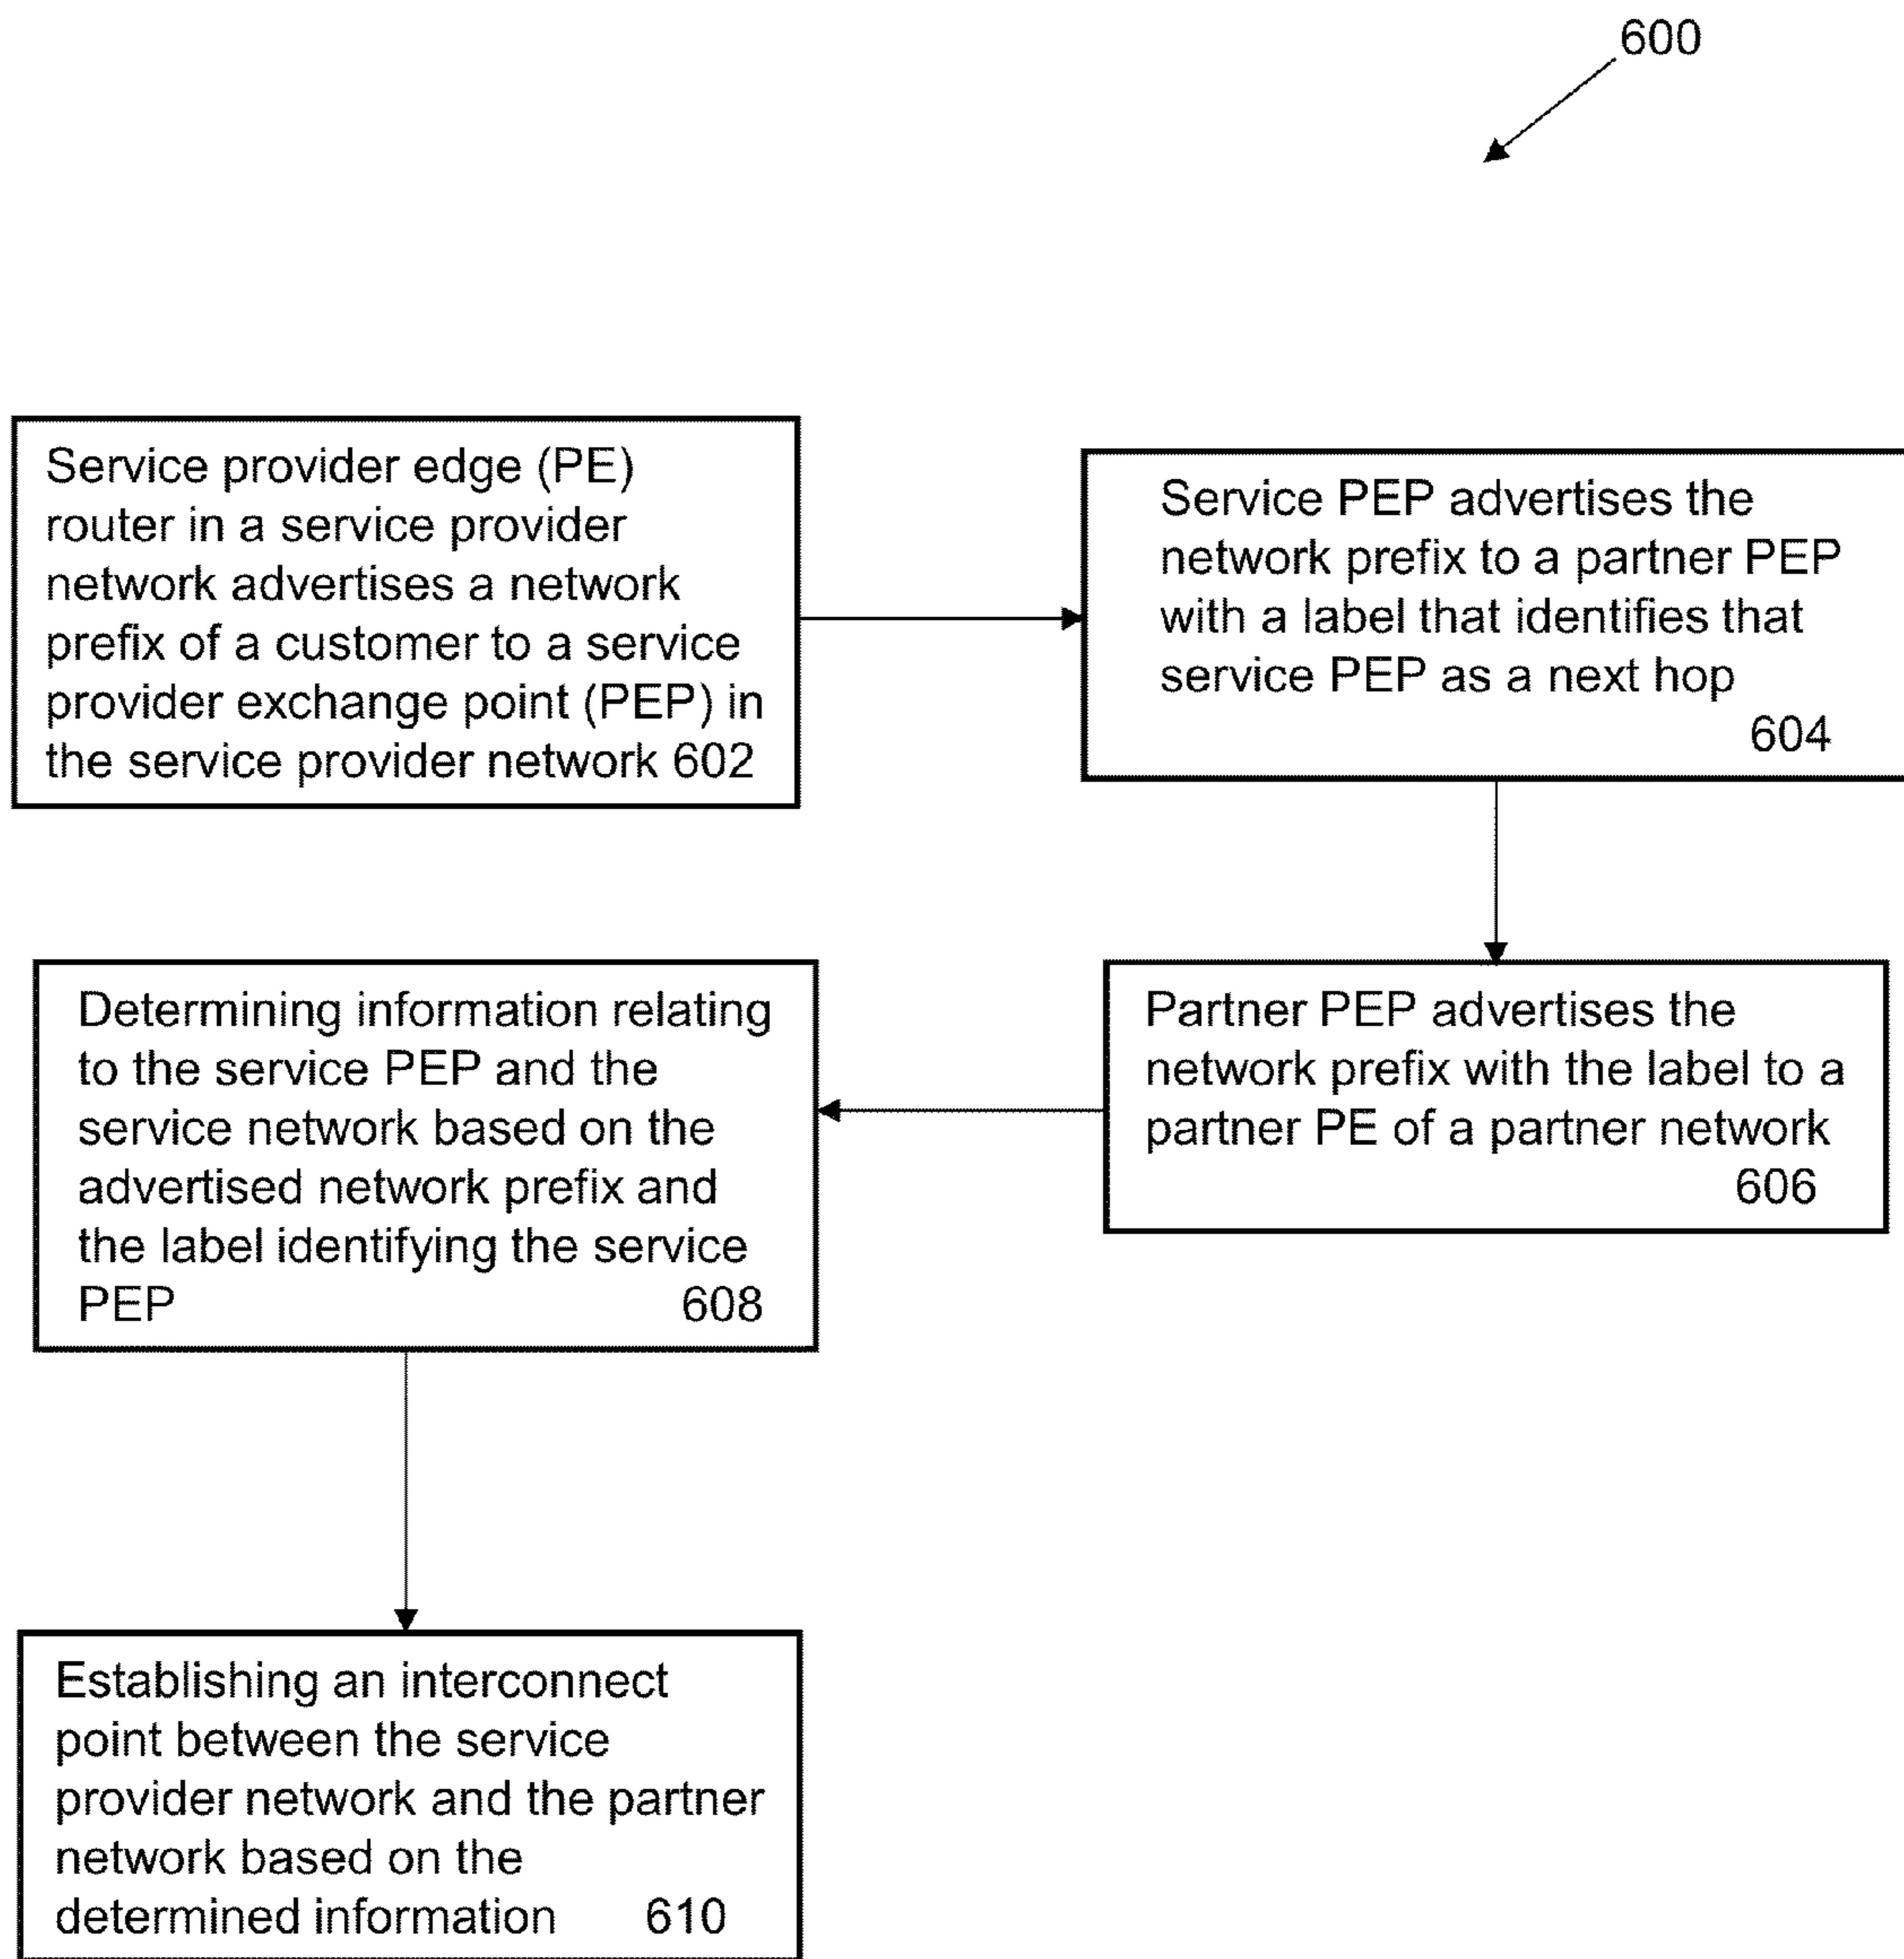 600
Service provider edge (PE)
router in a service provider
network advertises a network
prefix of a customer to a service
provider exchange point (PEP) in
the service provider network 602
Service PEP advertises the
network prefix to a partner PEP
with a label that identifies that
service PEP as a next hop
604
Partner PEP advertises the
network prefix with the label to a
partner PE of a partner network
606
Determining information relating
to the service PEP and the
service network based on the
advertised network prefix and
the label identifying the service
PEP 608
Establishing an interconnect
point between the service
provider network and the partner
network based on the
determined information 610